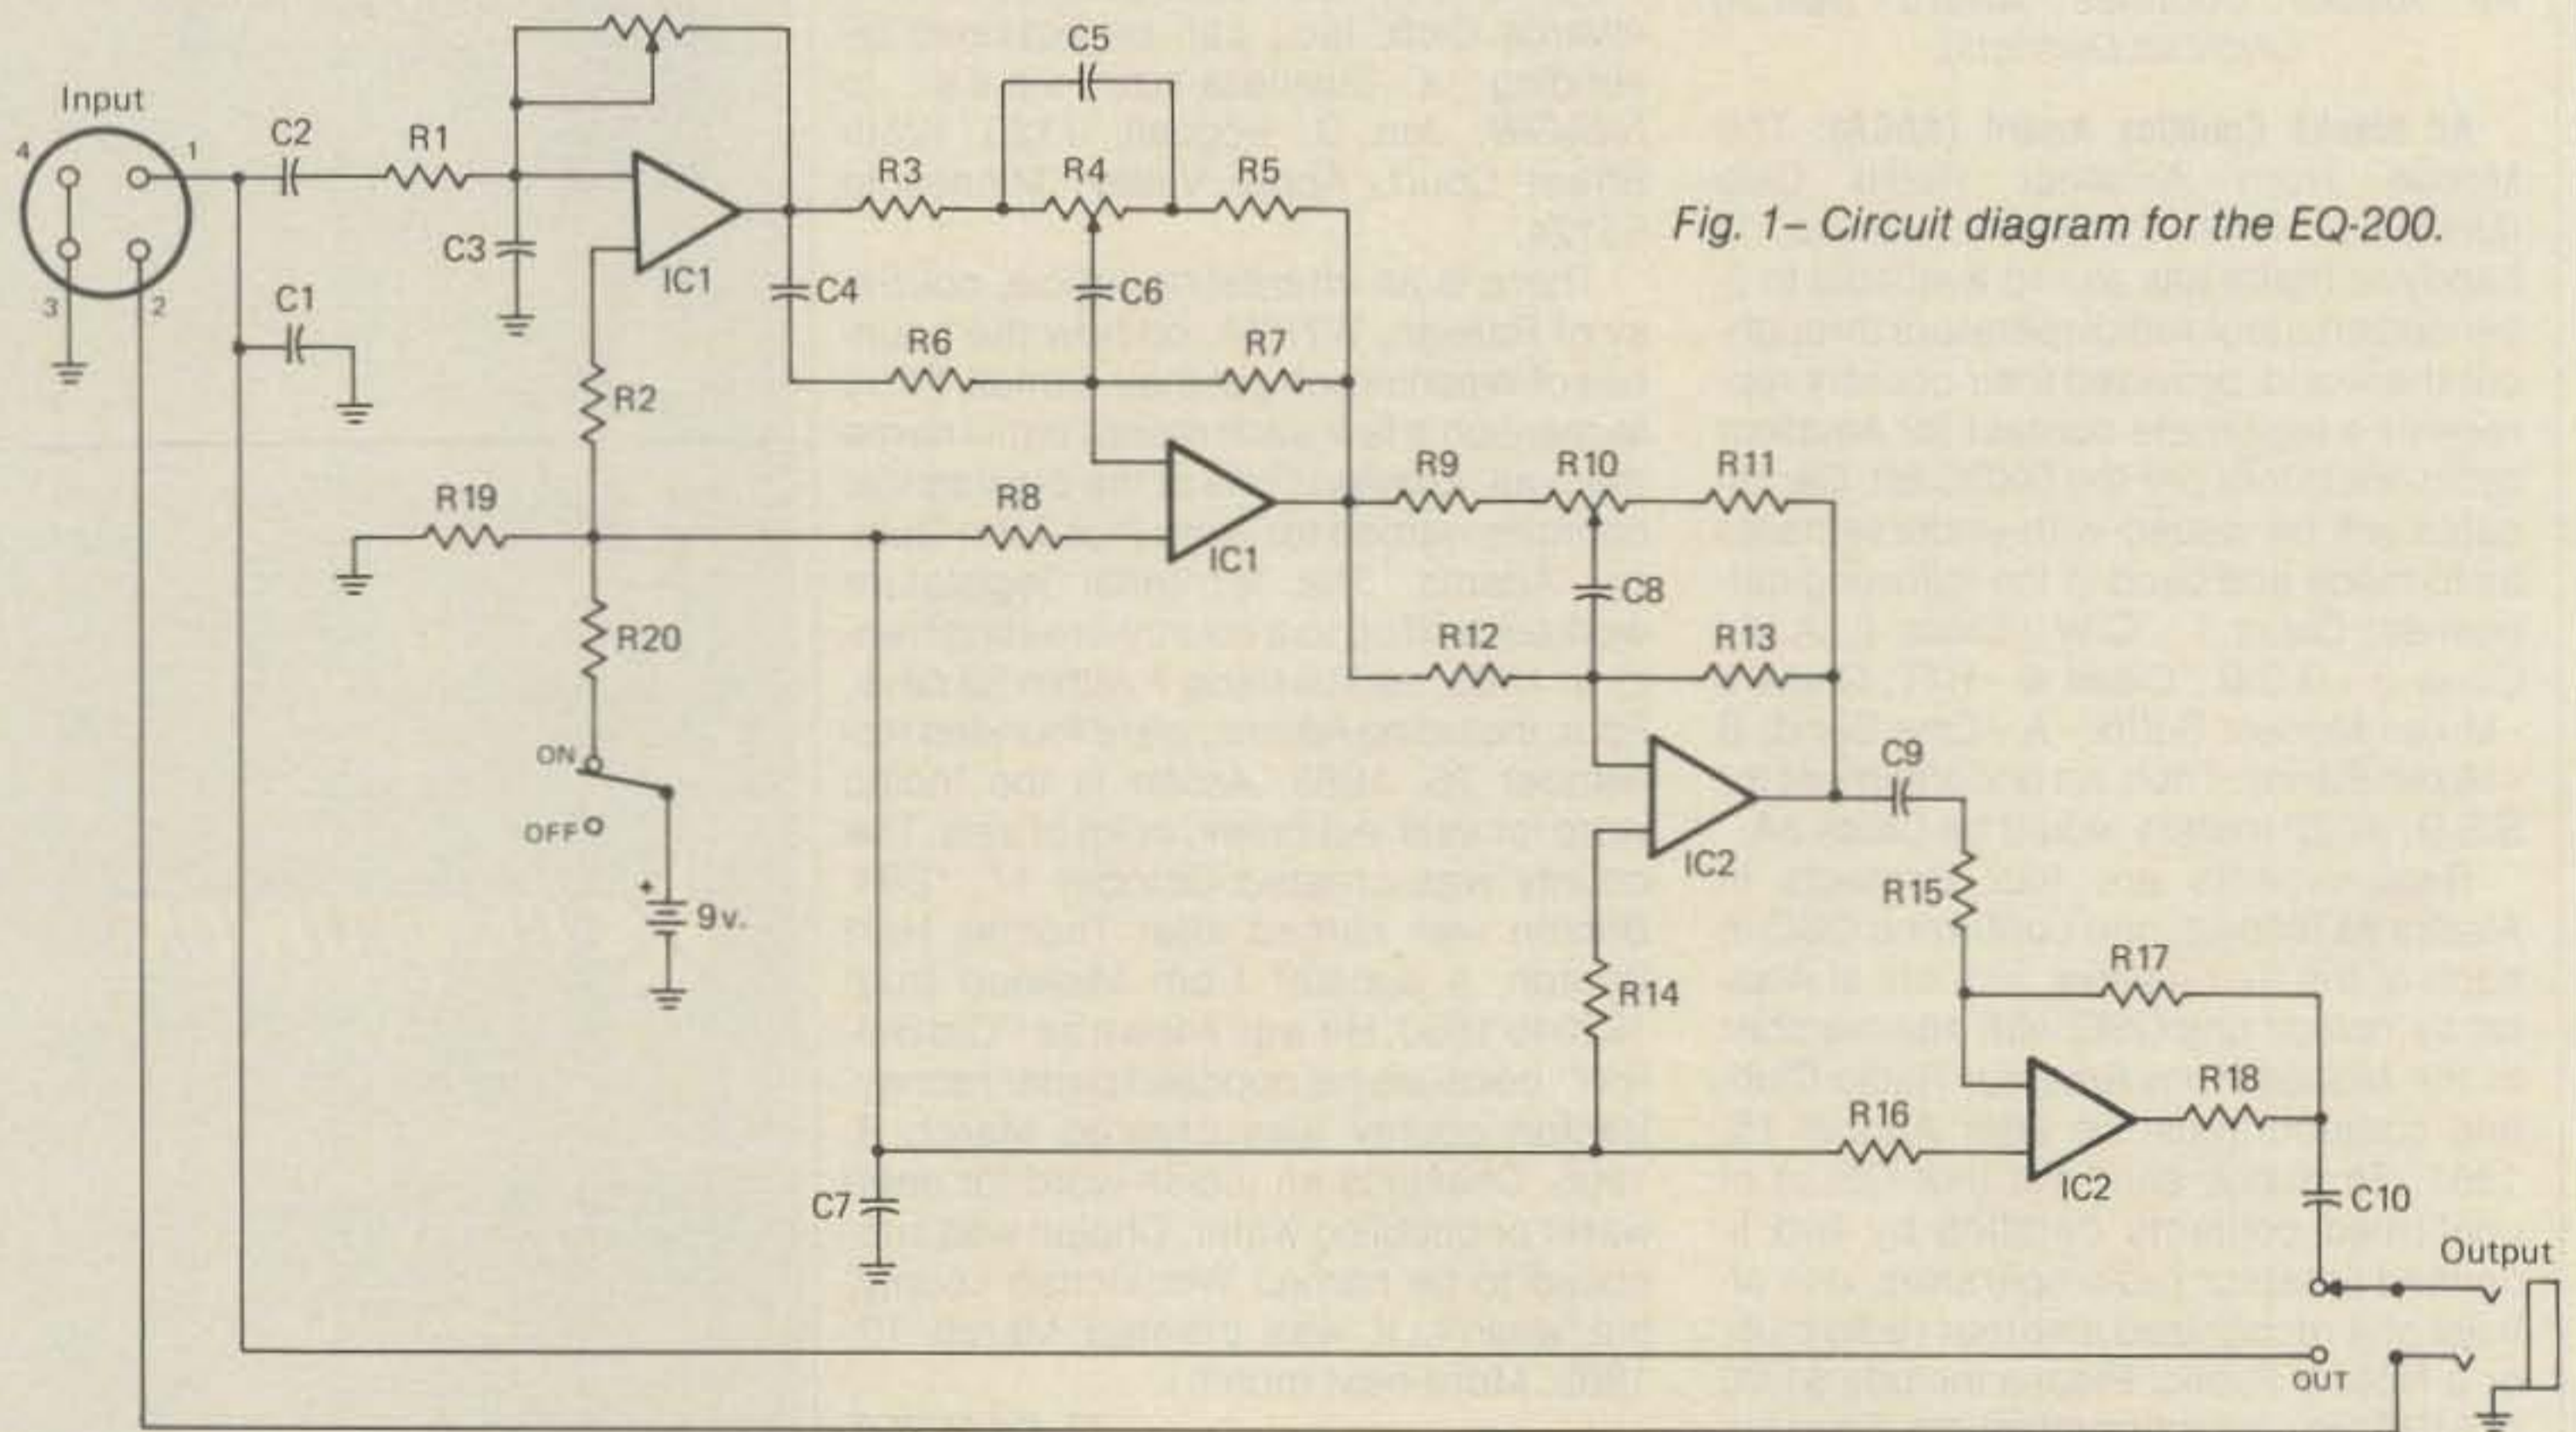 Input
4
1
3
2
C2
R1
C3
C1
IC1
R2
C4
R3
C5
R4
R5
C6
R6
R7
Fig. 1– Circuit diagram for the EQ-200.
R19
R8
IC1
R9
R10
R11
C8
R12
R13
R20
ON
OFF
+
9v.
IC2
C9
R15
R14
R17
R16
R18
IC2
C7
C10
Output
OUT